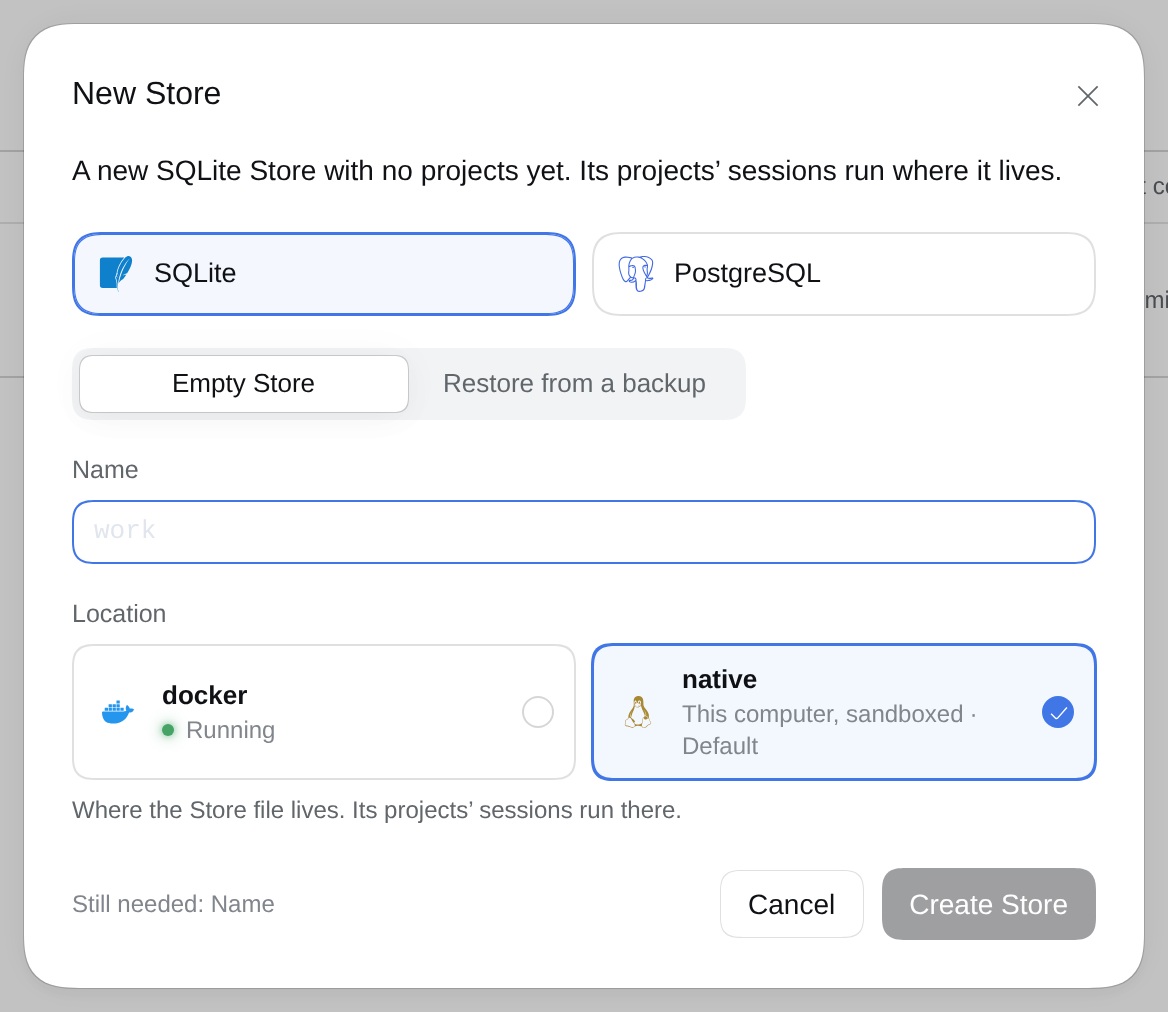 New Store
A new SQLite Store with no projects yet. Its projects’ sessions run where it lives.
SQLite
PostgreSQL
Empty Store
Restore from a backup
Name
work
Location
docker
Running
native
This computer, sandboxed ·
Default
Where the Store file lives. Its projects’ sessions run there.
Still needed: Name
Cancel
Create Store